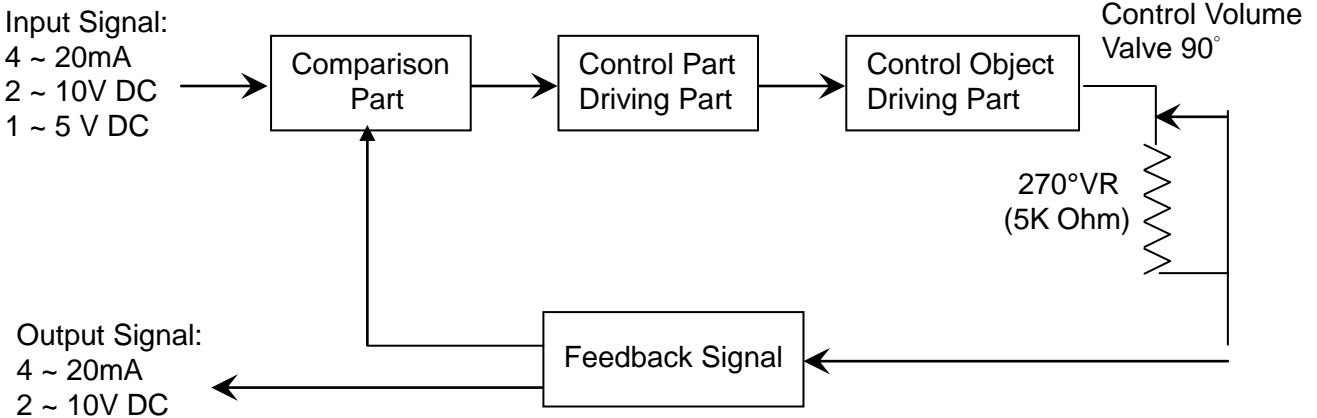 Input Signal:
4 ~ 20mA
2 ~ 10V DC
1 ~ 5 V DC
Comparison
Part
Control Part
Driving Part
Control Object
Driving Part
Control Volume
Valve 90°
270°VR
(5K Ohm)
Feedback Signal
Output Signal:
4 ~ 20mA
2 ~ 10V DC